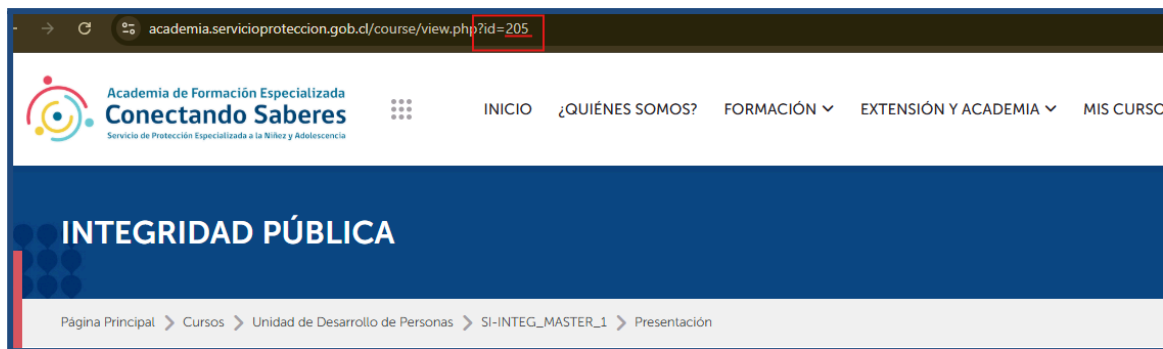 academia.servicioproteccion.gob.cl/course/view.php?id=205
Academia de Formación Especializada
Conectando Saberes
Servicio de Protección Especializada a la Niñez y Adolescencia
INICIO ¿QUIÉNES SOMOS? FORMACIÓN EXTENSIÓN Y ACADEMIA MIS CURSO
INTEGRIDAD PÚBLICA
Página Principal > Cursos > Unidad de Desarrollo de Personas > SI-INTEG_MASTER_1 > Presentación